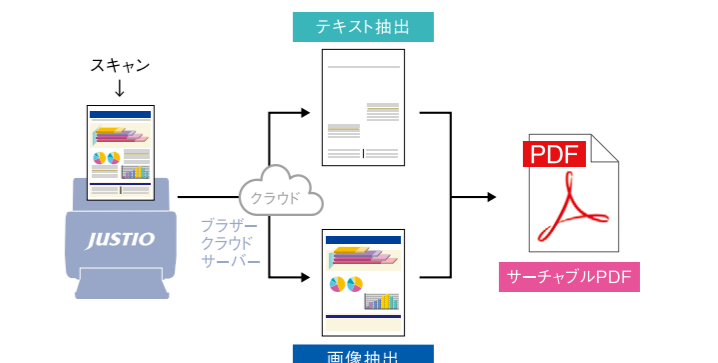 テキスト抽出
スキャン
クラウド
ブラザー
クラウド
サーバー
JUSTIO
PDF
サーチャブルPDF
画像抽出